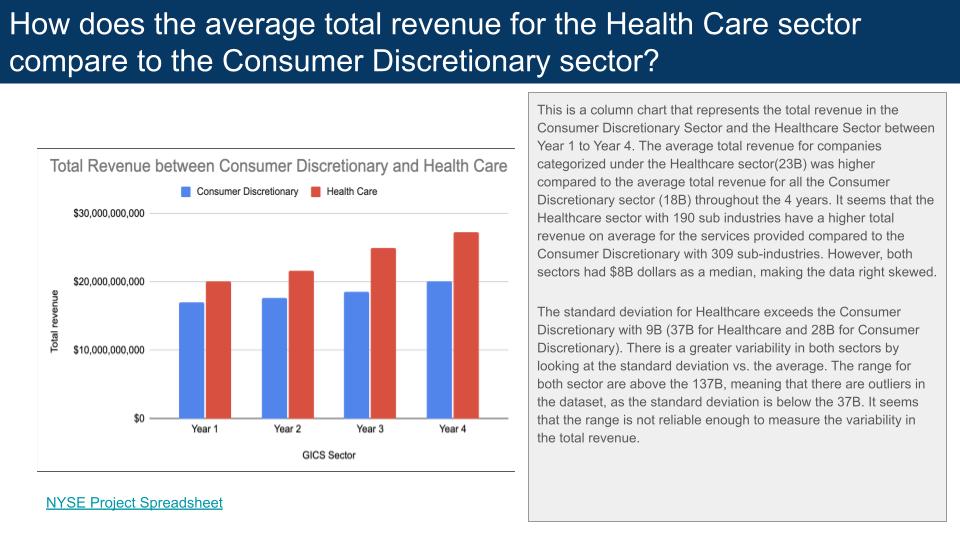 How does the average total revenue for the Health Care sector
compare to the Consumer Discretionary sector?
Total Revenue between Consumer Discretionary and Health Care
Consumer Discretionary
Health Care
$30,000,000,000
$20,000,000,000
$10,000,000,000
$0
Total revenue
Year 1
Year 2
Year 3
Year 4
GICS Sector
NYSE Project Spreadsheet
This is a column chart that represents the total revenue in the
Consumer Discretionary Sector and the Healthcare Sector between
Year 1 to Year 4. The average total revenue for companies
categorized under the Healthcare sector(23B) was higher
compared to the average total revenue for all the Consumer
Discretionary sector (18B) throughout the 4 years. It seems that the
Healthcare sector with 190 sub industries have a higher total
revenue on average for the services provided compared to the
Consumer Discretionary with 309 sub-industries. However, both
sectors had $8B dollars as a median, making the data right skewed.
The standard deviation for Healthcare exceeds the Consumer
Discretionary with 9B (37B for Healthcare and 28B for Consumer
Discretionary). There is a greater variability in both sectors by
looking at the standard deviation vs. the average. The range for
both sector are above the 137B, meaning that there are outliers in
the dataset, as the standard deviation is below the 37B. It seems
that the range is not reliable enough to measure the variability in
the total revenue.